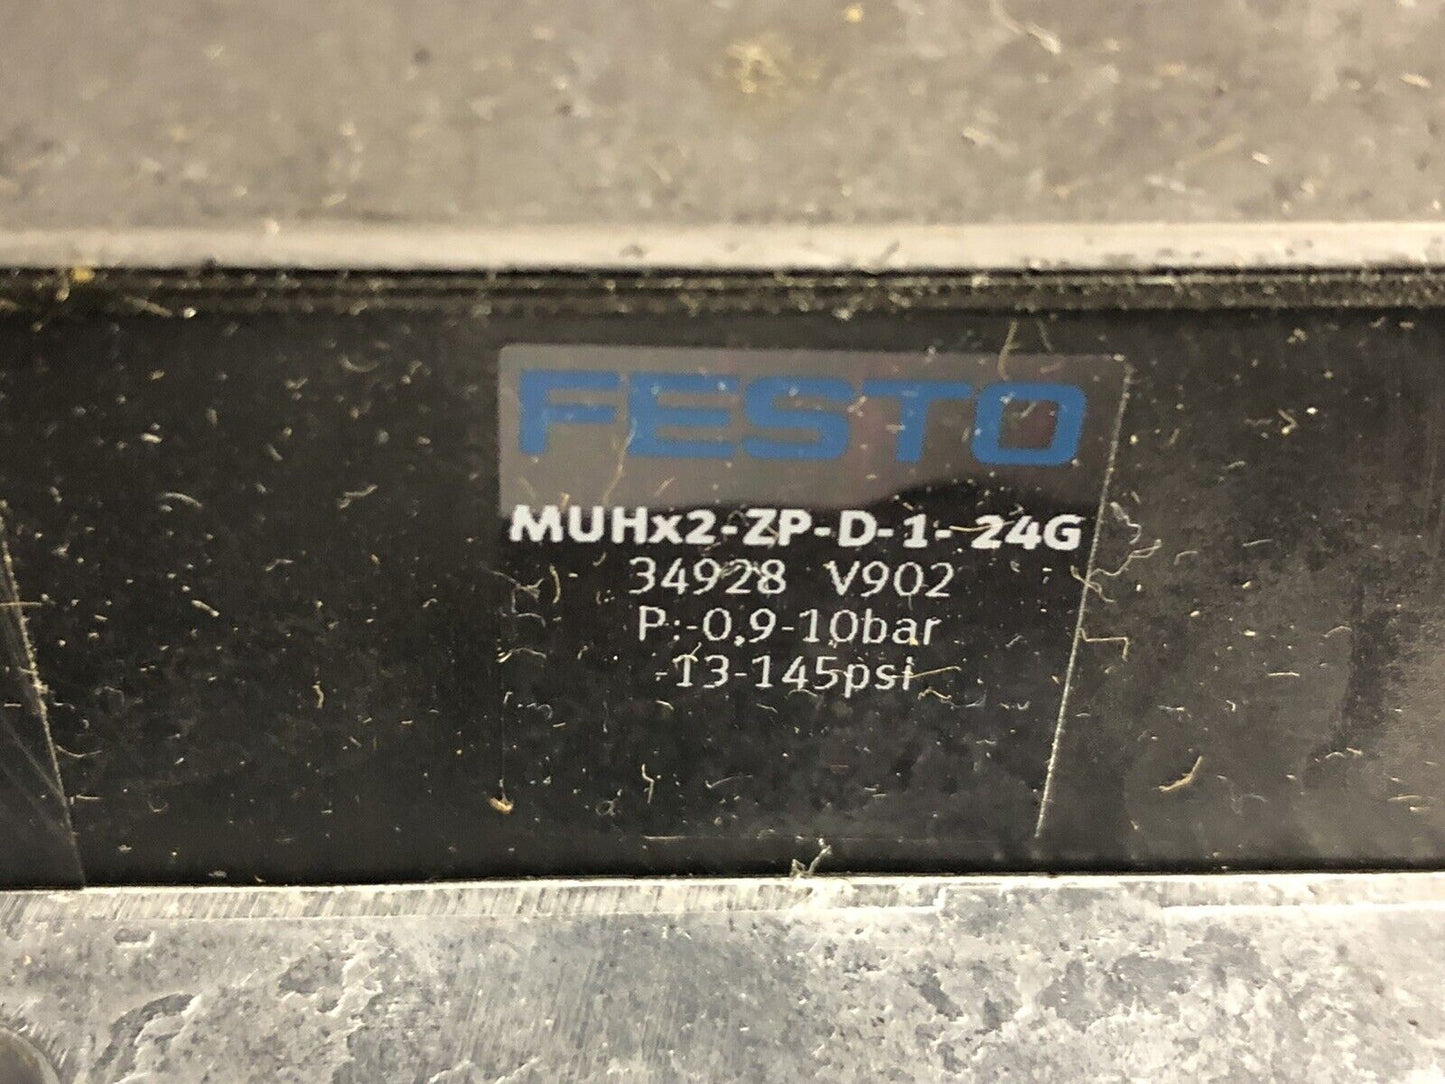 FESTO
MUHx2-ZP-D-1- 24G
34928 V902
P:-0,9-10bar
-13-145psi